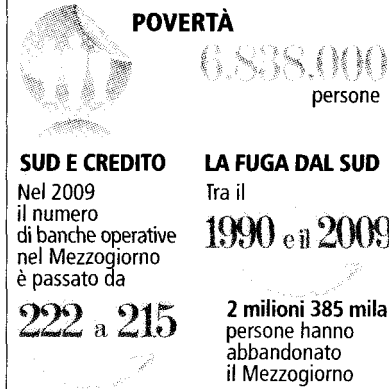 POVERTÀ
6.838.000
persone
SUD E CREDITO
Nel 2009
il numero
di banche operative
nel Mezzogiorno
è passato da
222 a 215
LA FUGA DAL SUD
Tra il
1990 e il 2009
2 milioni 385 mila
persone hanno
abbandonato
il Mezzogiorno